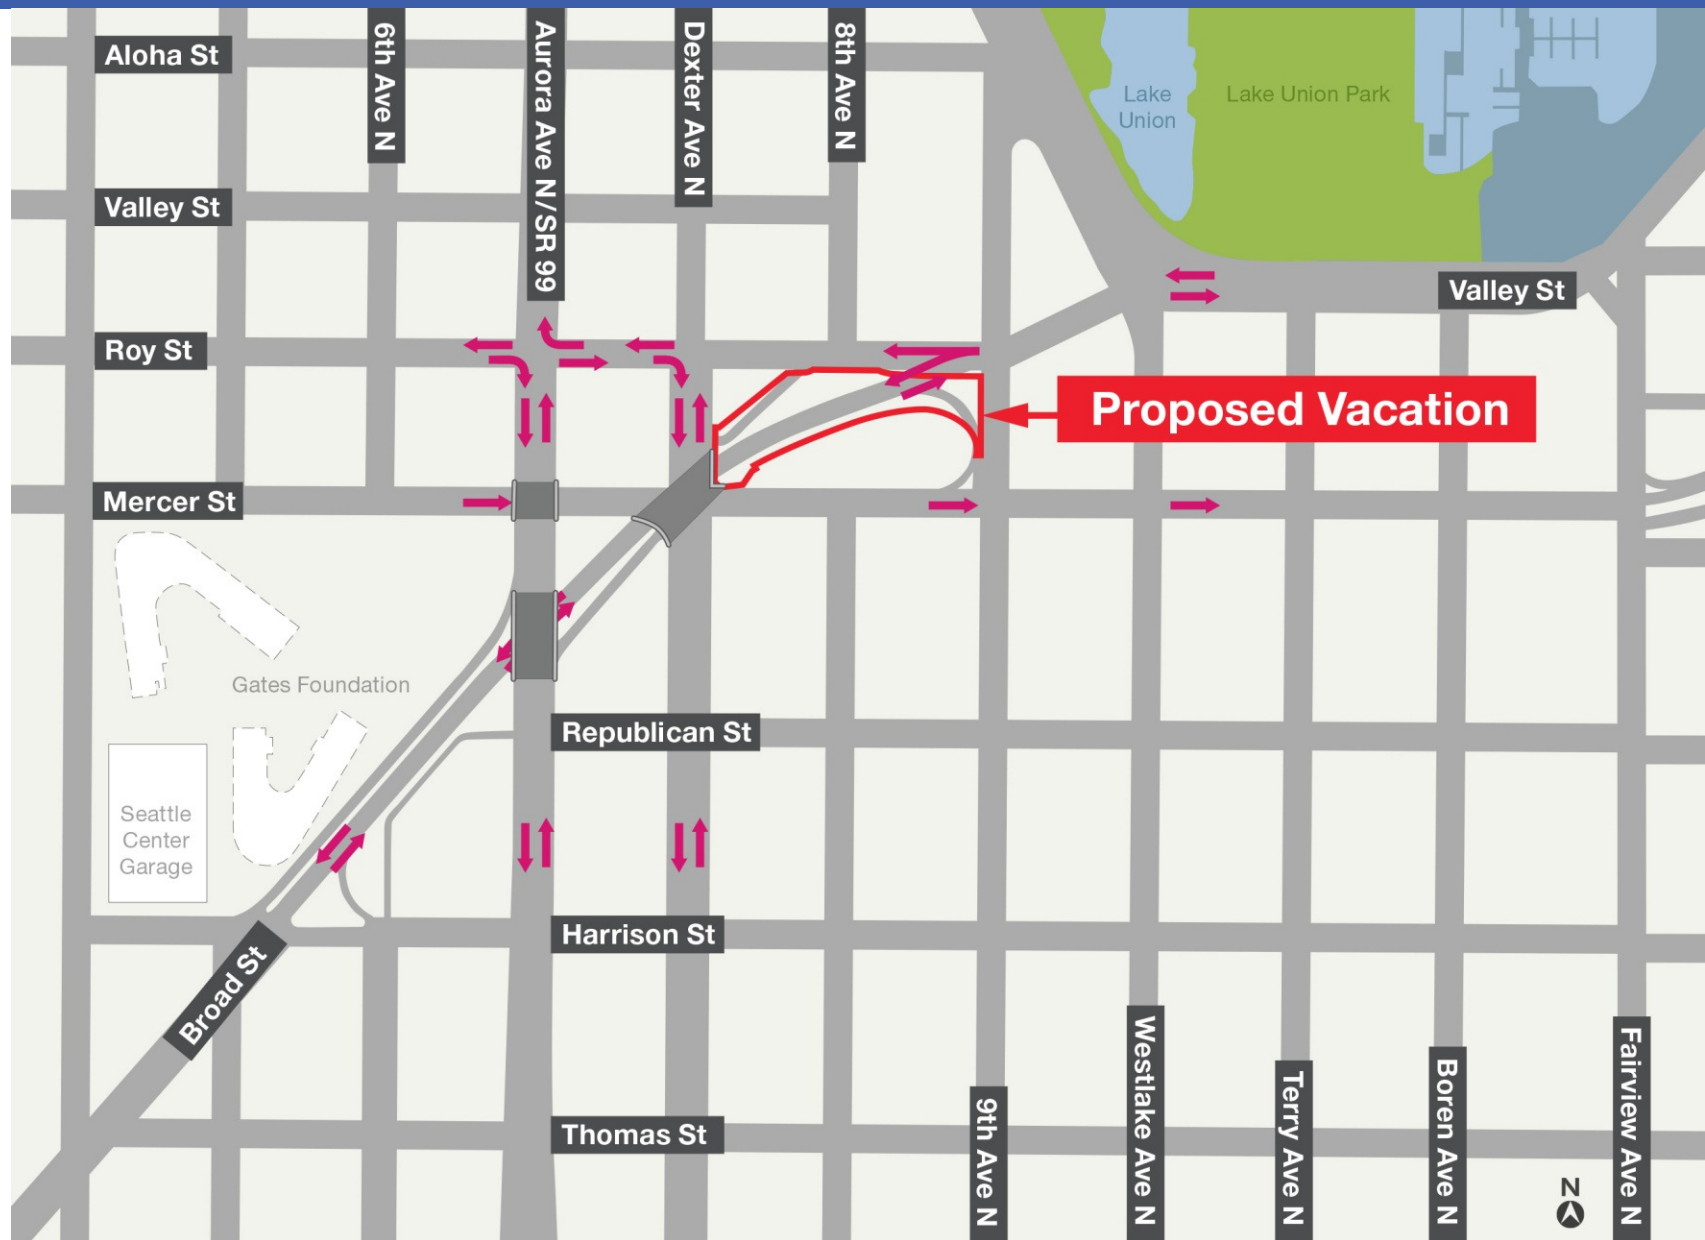 6th Ave N
Aurora Ave N/SR 99
Dexter Ave N
8th Ave N
Aloha St
Lake
Union
Lake Union Park
Valley St
Valley St
Roy St
Proposed Vacation
Mercer St
Gates Foundation
Republican St
Seattle
Center
Garage
Harrison St
Broad St
Thomas St
9th Ave N
Westlake Ave N
Terry Ave N
Boren Ave N
Fairview Ave N
N